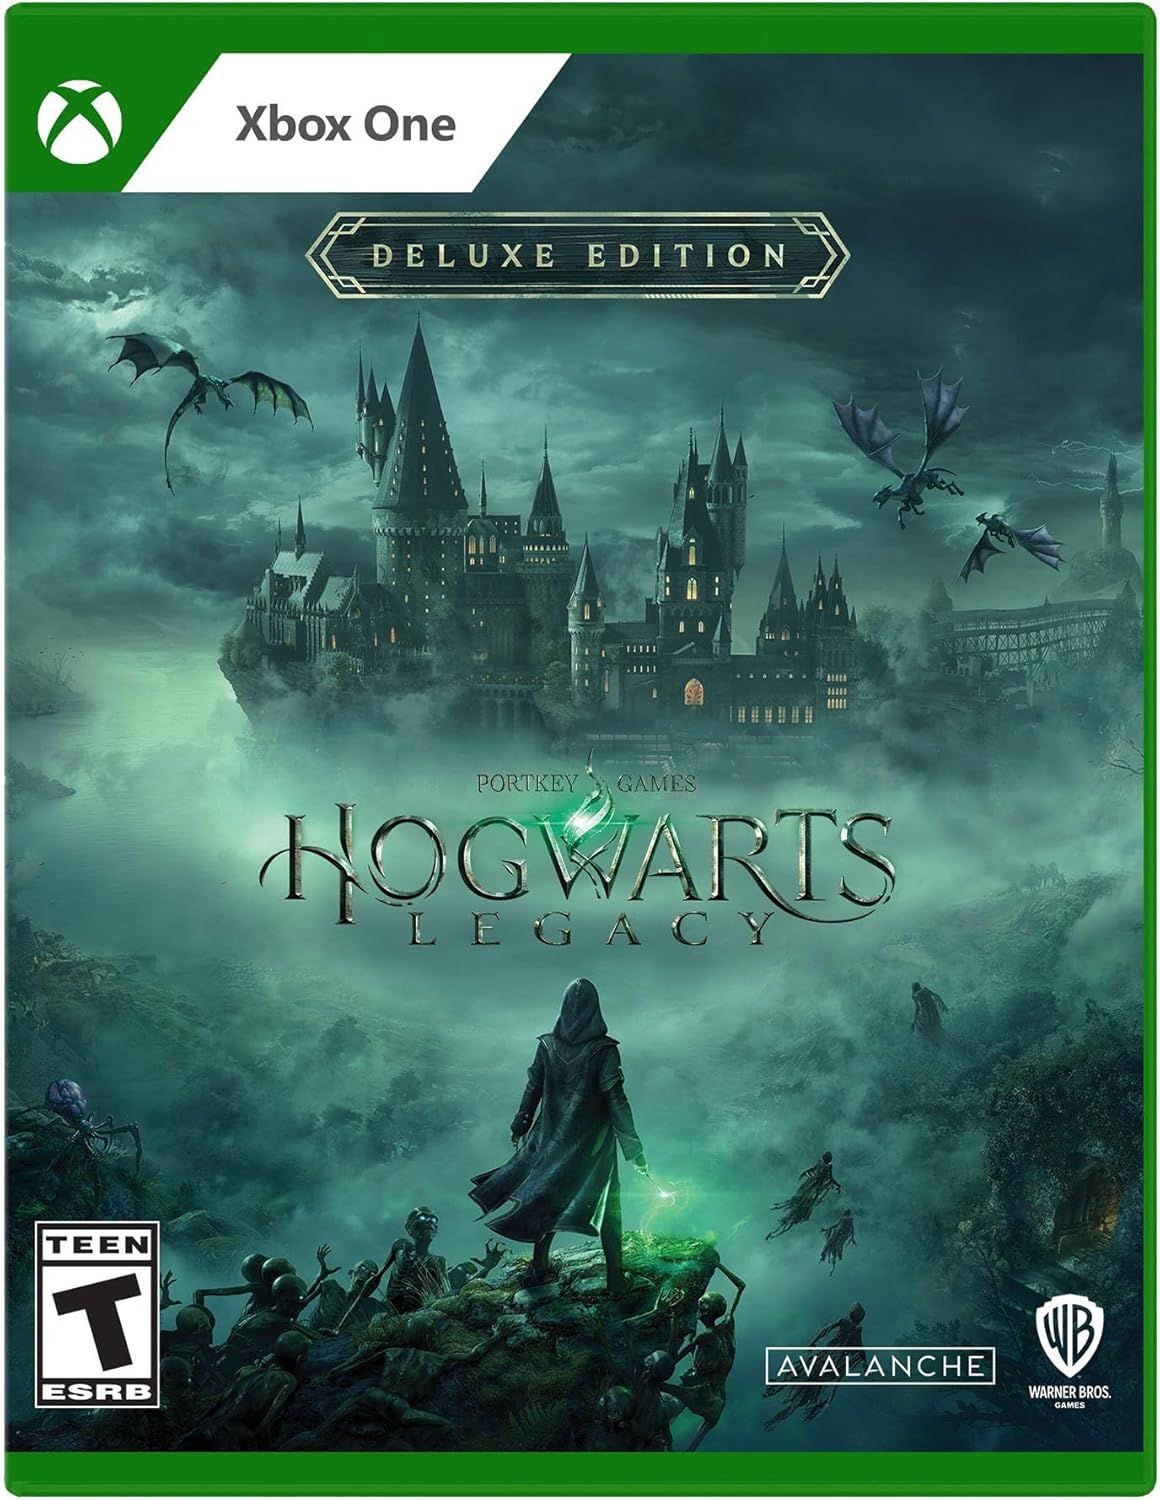 Xbox One
DELUXE EDITION
PORTKEY GAMES
HOGWARTS
LEGACY
TEEN
T
ESRB
AVALANCHE
WB
WARNER BROS.
GAMES